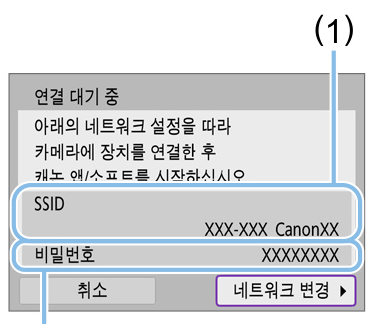 (1)
연결 대기 중
아래의 네트워크 설정을 따라
카메라에 장치를 연결한 후
캐논 앱/소프트를 시작하십시오
SSID
XXX-XXX CanonXX
비밀번호 XXXXXXXX
취소 네트워크 변경